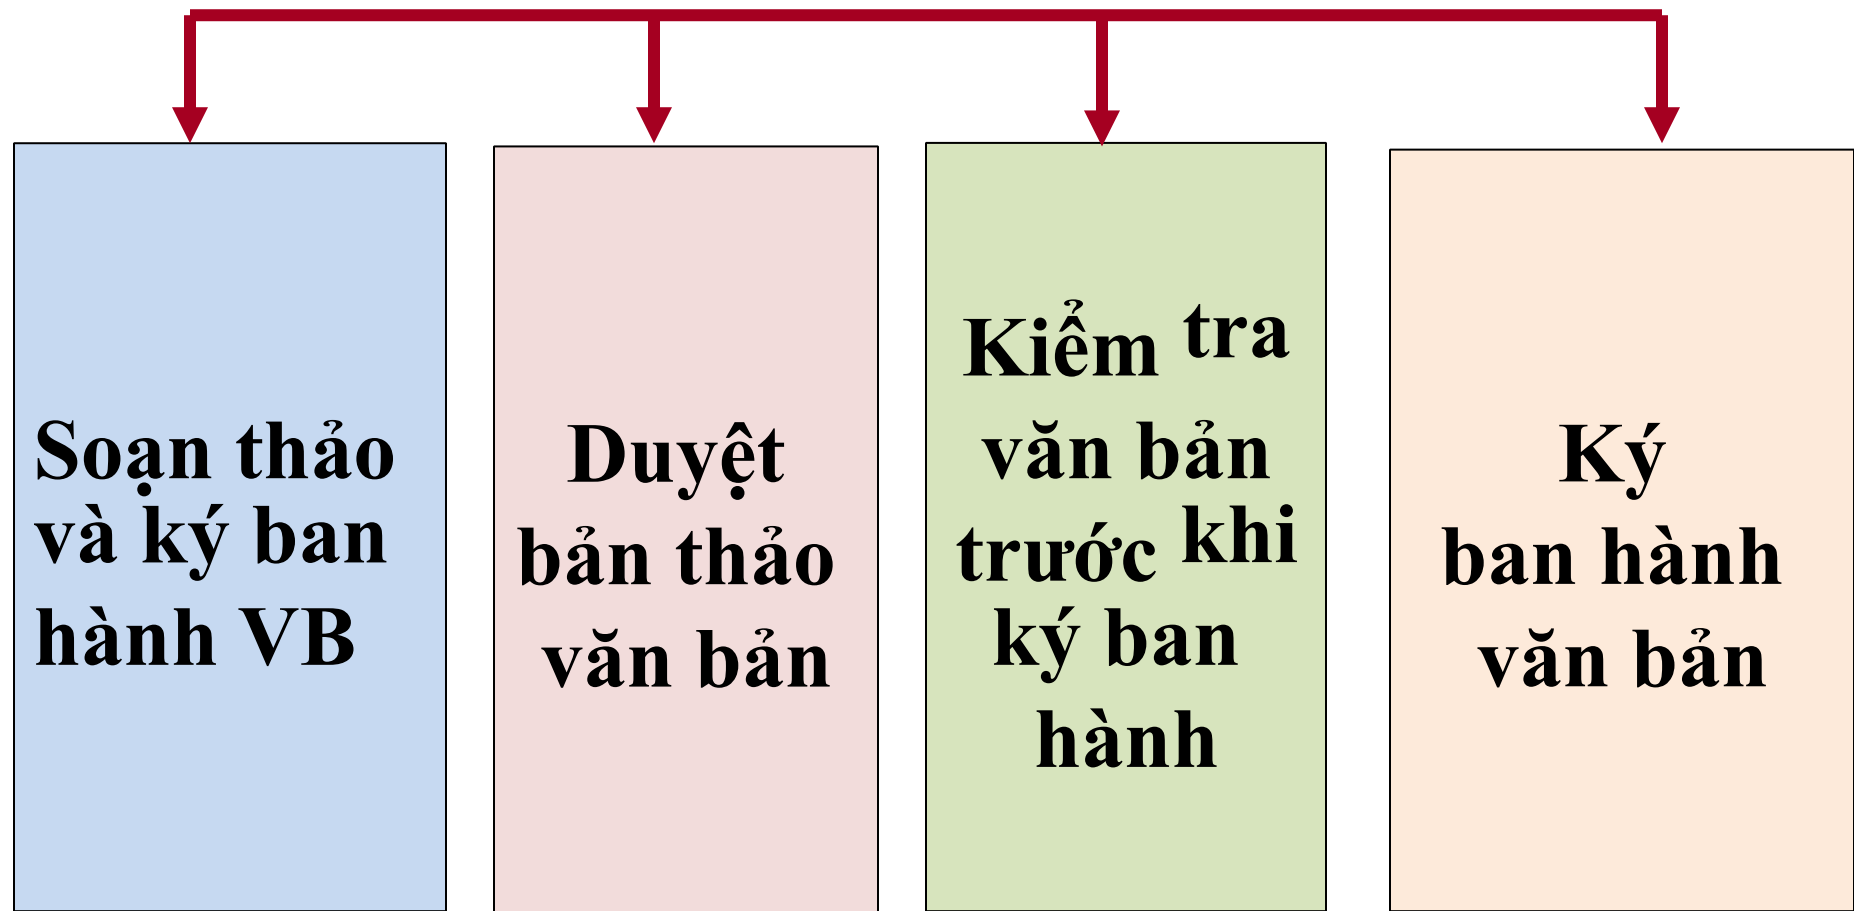 Soạn thảo
và ký ban
hành VB
Duyệt
bản thảo
văn bản
Kiểm tra
văn bản
trước khi
ký ban
hành
Ký
ban hành
văn bản